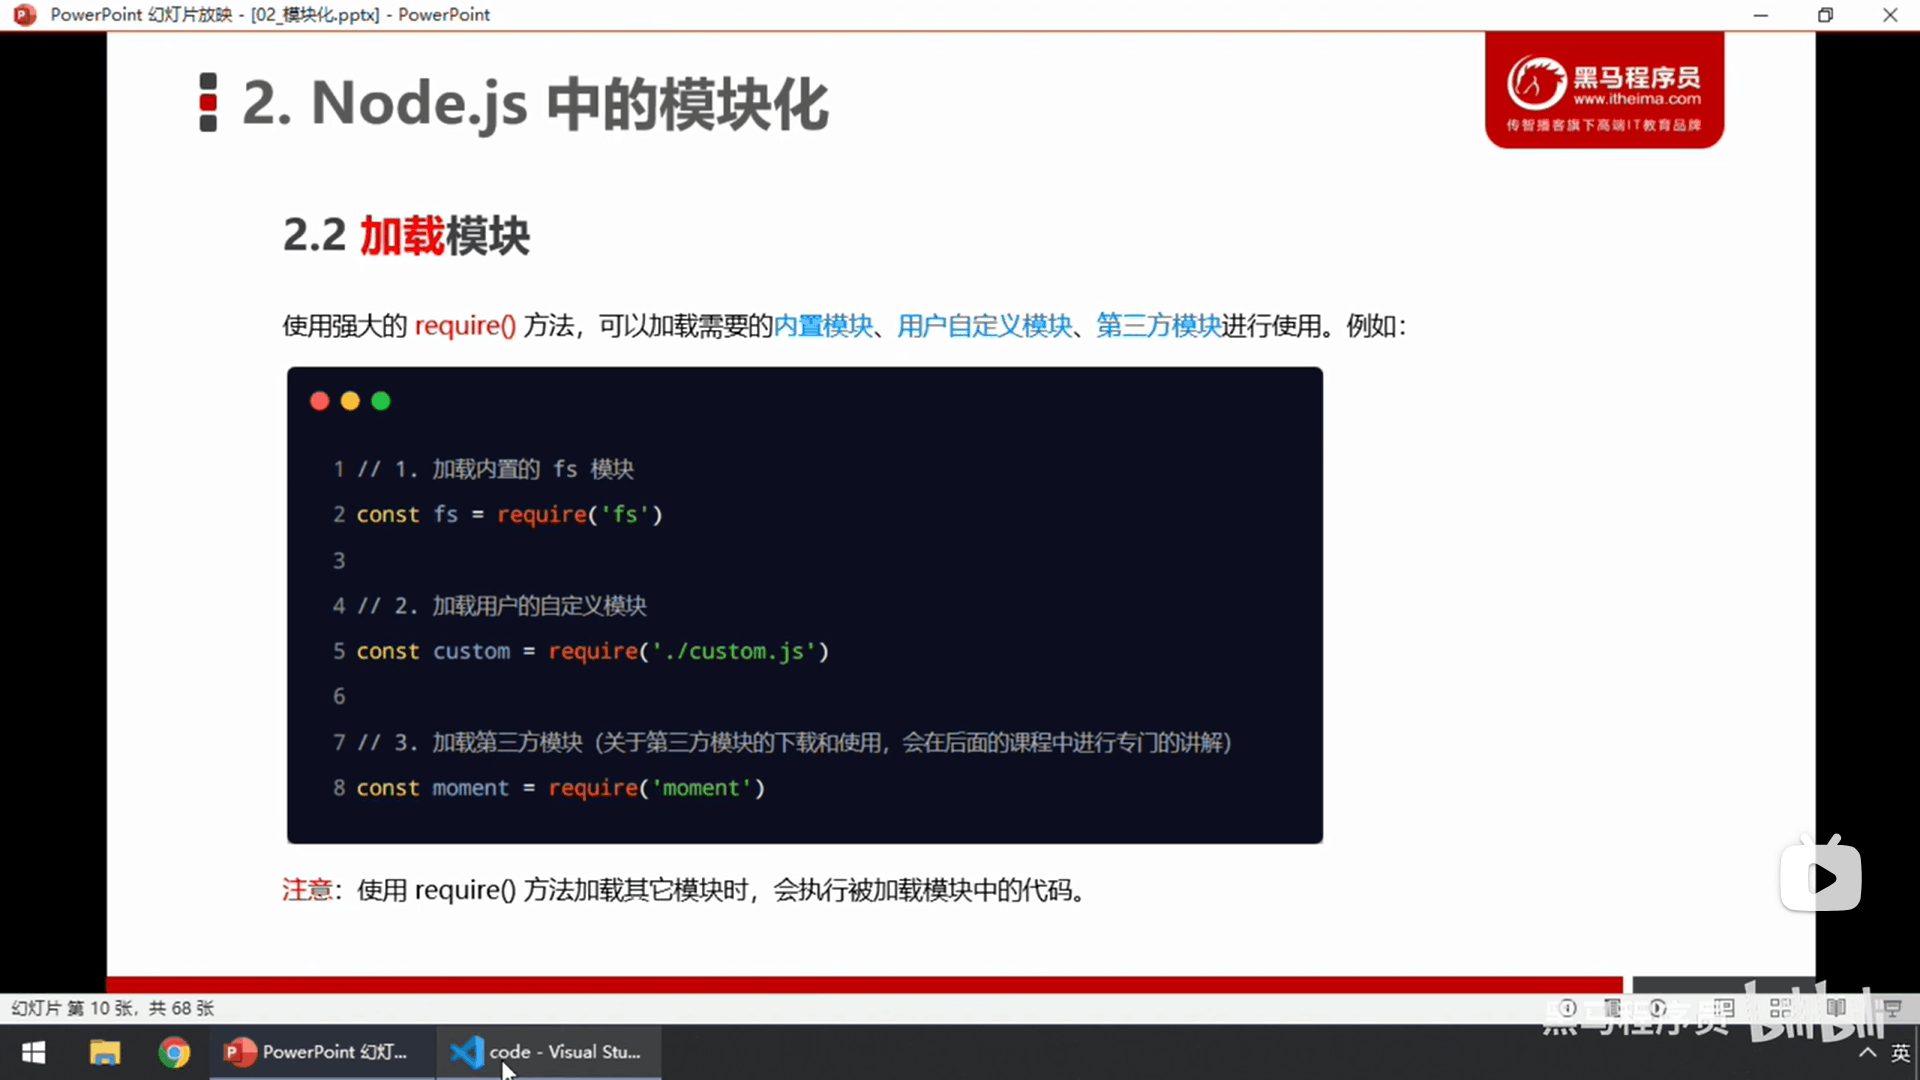 PowerPoint 幻灯片放映 - [02_模块化.pptx] - PowerPoint
2. Node.js 中的模块化
黑马程序员
www.itheima.com
传智播客旗下高端IT教育品牌
2.2 加载模块
使用强大的 require() 方法，可以加载需要的内置模块、用户自定义模块、第三方模块进行使用。例如：
1 // 1. 加载内置的 fs 模块
2 const fs = require('fs')
3
4 // 2. 加载用户的自定义模块
5 const custom = require('./custom.js')
6
7 // 3. 加载第三方模块（关于第三方模块的下载和使用，会在后面的课程中进行专门的讲解）
8 const moment = require('moment')
注意：使用 require() 方法加载其它模块时，会执行被加载模块中的代码。
幻灯片 第 10 张，共 68 张
黑马程序员 bilibili
PowerPoint 幻灯...
code - Visual Stu...
英